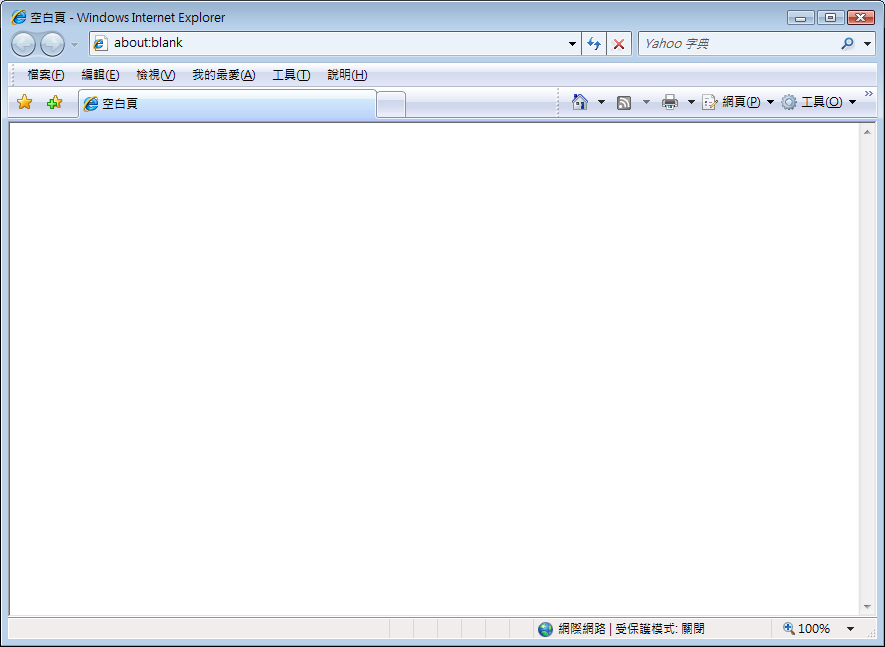 空白頁 - Windows Internet Explorer
about:blank
Yahoo 字典
檔案(F) 編輯(E) 檢視(V) 我的最愛(A) 工具(T) 說明(H)
空白頁
網頁(P) 工具(O) »
網際網路 | 受保護模式: 關閉
100%